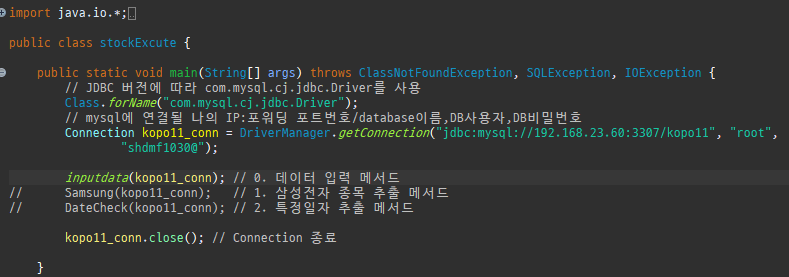 import java.io.*;
public class stockExcute {
public static void main(String[] args) throws ClassNotFoundException, SQLException, IOException {
// JDBC 버전에 따라 com.mysql.cj.jdbc.Driver를 사용
Class.forName("com.mysql.cj.jdbc.Driver");
// mysql에 연결될 나의 IP:포워딩 포트번호/database이름,DB사용자,DB비밀번호
Connection kopo11_conn = DriverManager.getConnection("jdbc:mysql://192.168.23.60:3307/kopo11", "root",
"shdmf1030@");
inputdata(kopo11_conn); // 0. 데이터 입력 메서드
// Samsung(kopo11_conn); // 1. 삼성전자 종목 추출 메서드
// DateCheck(kopo11_conn); // 2. 특정일자 추출 메서드
kopo11_conn.close(); // Connection 종료
}